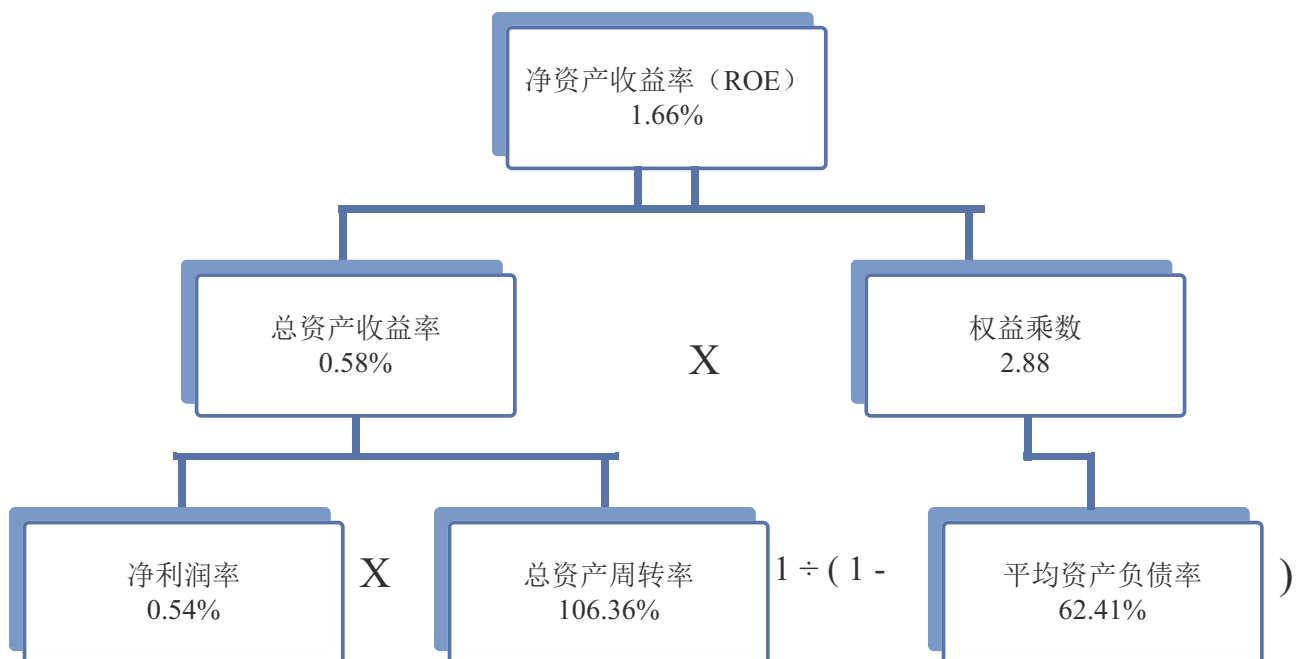 净资产收益率（ROE）
1.66%
总资产收益率
0.58%
X
权益乘数
2.88
净利润率
0.54%
X
总资产周转率
106.36%
1 ÷ ( 1 -
平均资产负债率
62.41%
)